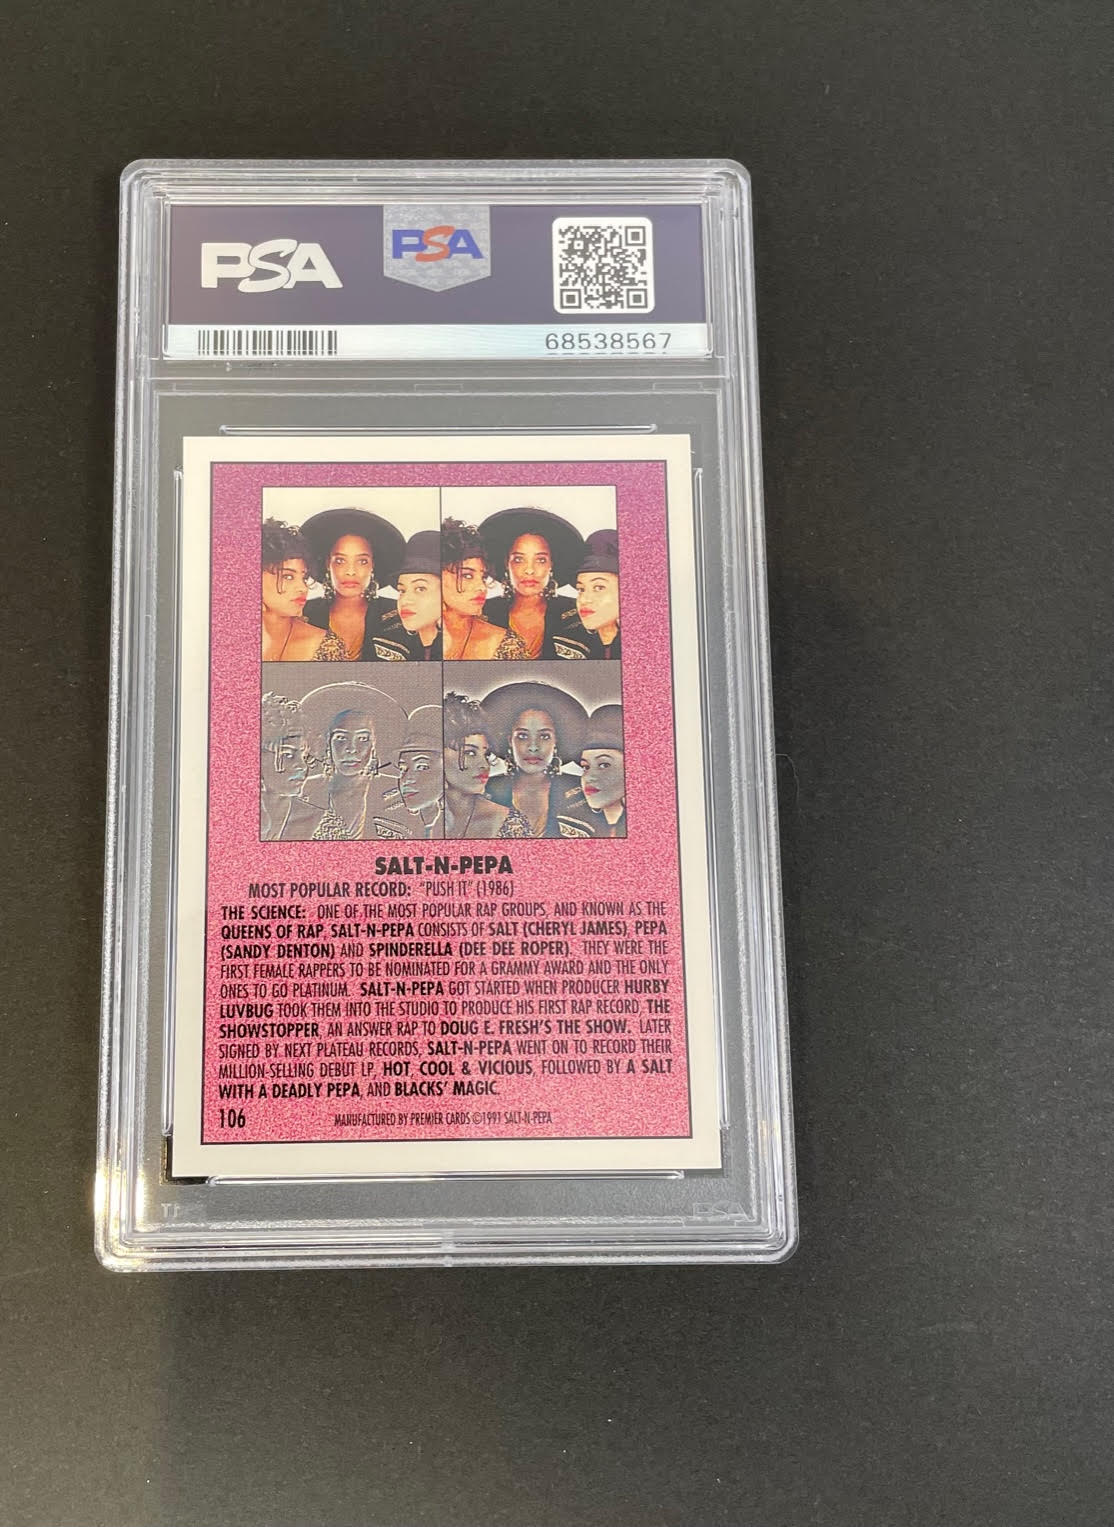 PSA PSA
68538567
SALT-N-PEPA
MOST POPULAR RECORD: "PUSH IT" (1986)
THE SCIENCE: ONE OF THE MOST POPULAR RAP GROUPS, AND KNOWN AS THE
QUEENS OF RAP, SALT-N-PEPA CONSISTS OF SALT (CHERYL JAMES), PEPA
(SANDY DENTON) AND SPINDERELLA (DEE DEE ROPER). THEY WERE THE
FIRST FEMALE RAPPERS TO BE NOMINATED FOR A GRAMMY AWARD AND THE ONLY
ONES TO GO PLATINUM. SALT-N-PEPA GOT STARTED WHEN PRODUCER HURBY
LUVBUG TOOK THEM INTO THE STUDIO TO PRODUCE HIS FIRST RAP RECORD, THE
SHOWSTOPPER, AN ANSWER RAP TO DOUG E. FRESH'S THE SHOW. LATER
SIGNED BY NEXT PLATEAU RECORDS, SALT-N-PEPA WENT ON TO RECORD THEIR
MILLION-SELLING DEBUT LP, HOT, COOL & VICIOUS, FOLLOWED BY A SALT
WITH A DEADLY PEPA, AND BLACKS' MAGIC.
106 MANUFACTURED BY PREMIER CARDS ©1991 SALT-N-PEPA
PSA